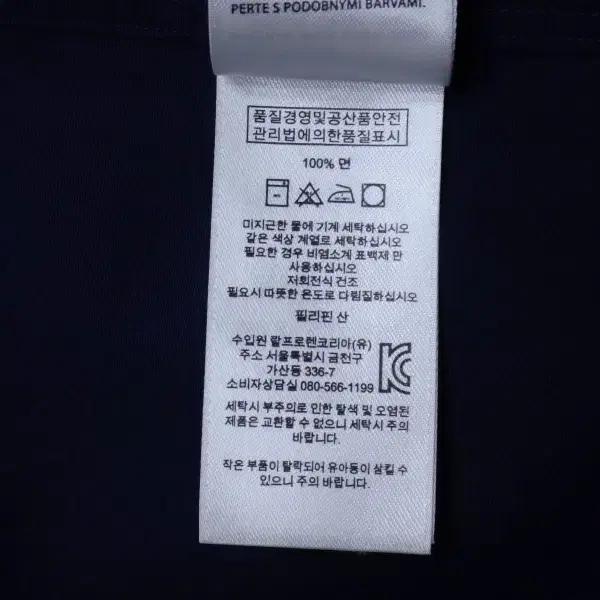 PERTE S PODOBNÝMI BARVAMI.
품질경영및공산품안전
관리법에의한품질표시
100% 면
미지근한 물에 기계 세탁하십시오
같은 색상 계열로 세탁하십시오
필요한 경우 비염소계 표백제 만
사용하십시오
저회전식 건조
필요시 따뜻한 온도로 다림질하십시오
필리핀 산
수입원 랄프로렌코리아(유)
주소 서울특별시 금천구
가산동 336-7
소비자상담실 080-566-1199
세탁시 부주의로 인한 탈색 및 오염된
제품은 교환할 수 없으니 세탁시 주의
바랍니다.
작은 부품이 탈락되어 유아동이 삼킬 수
있으니 주의 바랍니다.